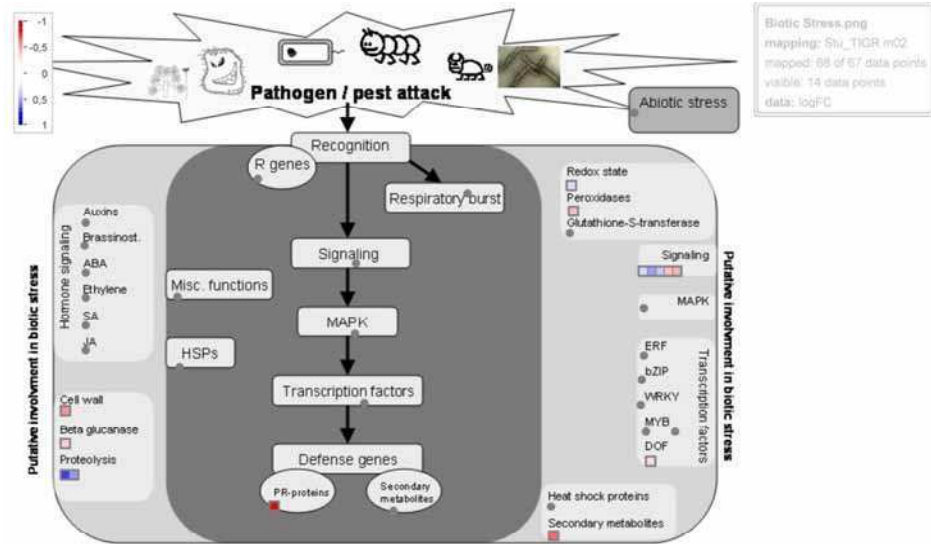 -1
-0.5
0
0,5
1
Biotic Stress.png
mapping: Stu_TIGR m02
mapped: 68 of 67 data points
visible: 14 data points
data: logFC
Pathogen / pest attack
Abiotic stress
Recognition
R genes
Respiratory burst
Redox state
Peroxidases
Glutathione-S-transferase
Auxins
Brassinost.
ABA
Ethylene
SA
JA
Hormone signaling
Putative involvment in biotic stress
Signaling
Signaling
Misc. functions
MAPK
MAPK
HSPs
ERF
bZIP
WRKY
MYB
DOF
Transcription factors
Putative involvment in biotic stress
Cell wall
Beta glucanase
Proteolysis
Transcription factors
Defense genes
PR-proteins
Secondary
metabolites
Heat shock proteins
Secondary metabolites